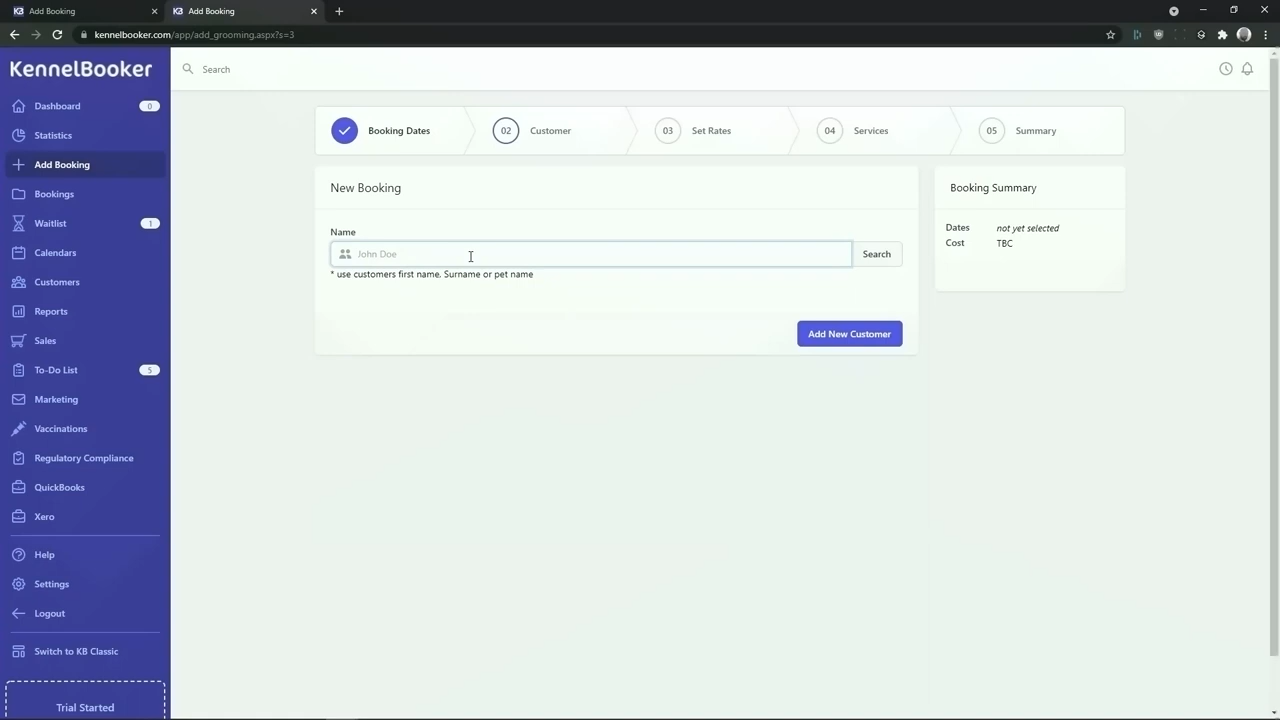 Add Booking
Add Booking
kennelbooker.com/app/add_grooming.aspx?s=3
KennelBooker
Search
Dashboard 0
Statistics
Add Booking
Bookings
Waitlist 1
Calendars
Customers
Reports
Sales
To-Do List 5
Marketing
Vaccinations
Regulatory Compliance
QuickBooks
Xero
Help
Settings
Logout
Switch to KB Classic
Trial Started
Booking Dates
02 Customer
03 Set Rates
04 Services
05 Summary
New Booking
Name
John Doe
Search
* use customers first name, Surname or pet name
Add New Customer
Booking Summary
Dates not yet selected
Cost TBC